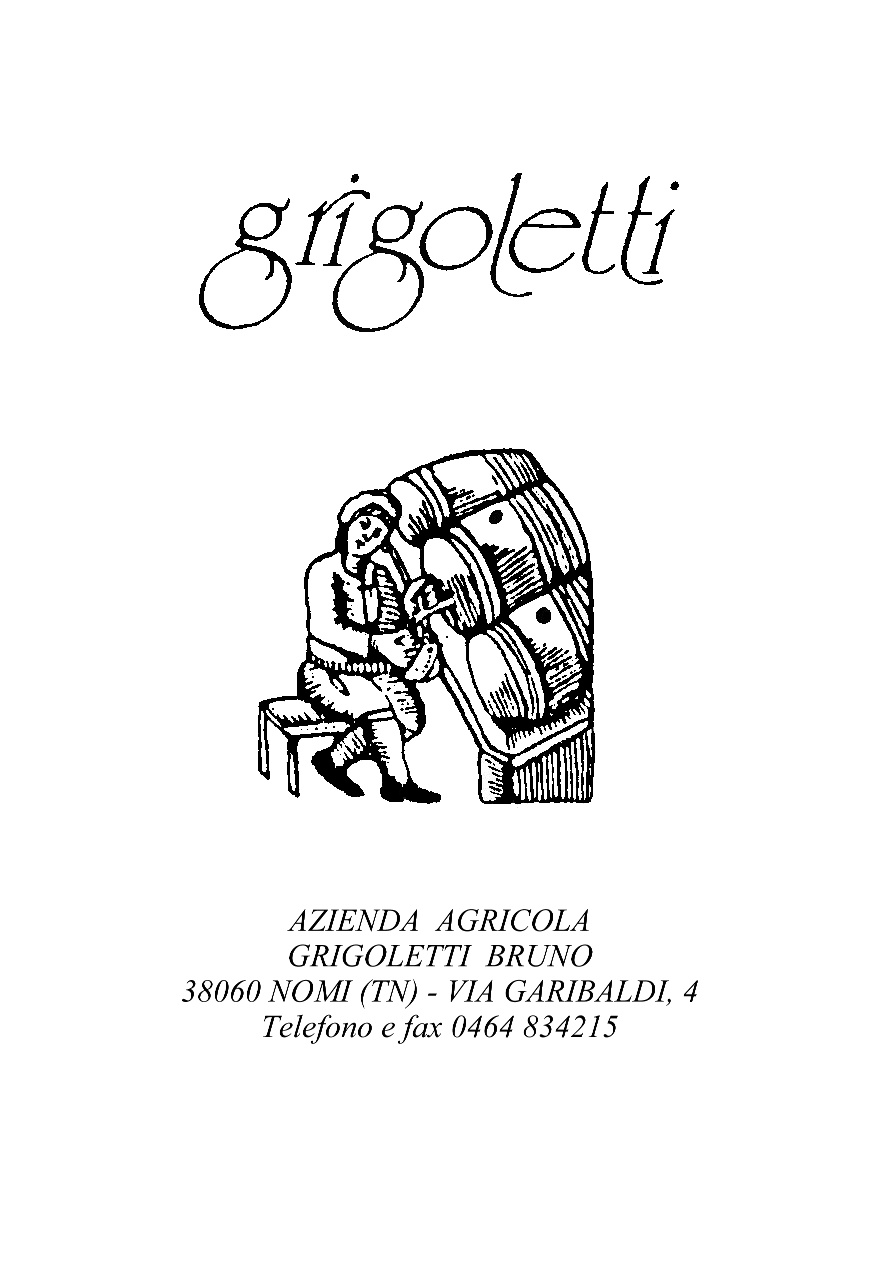 grigoletti
AZIENDA AGRICOLA
GRIGOLETTI BRUNO
38060 NOMI (TN) - VIA GARIBALDI, 4
Telefono e fax 0464 834215